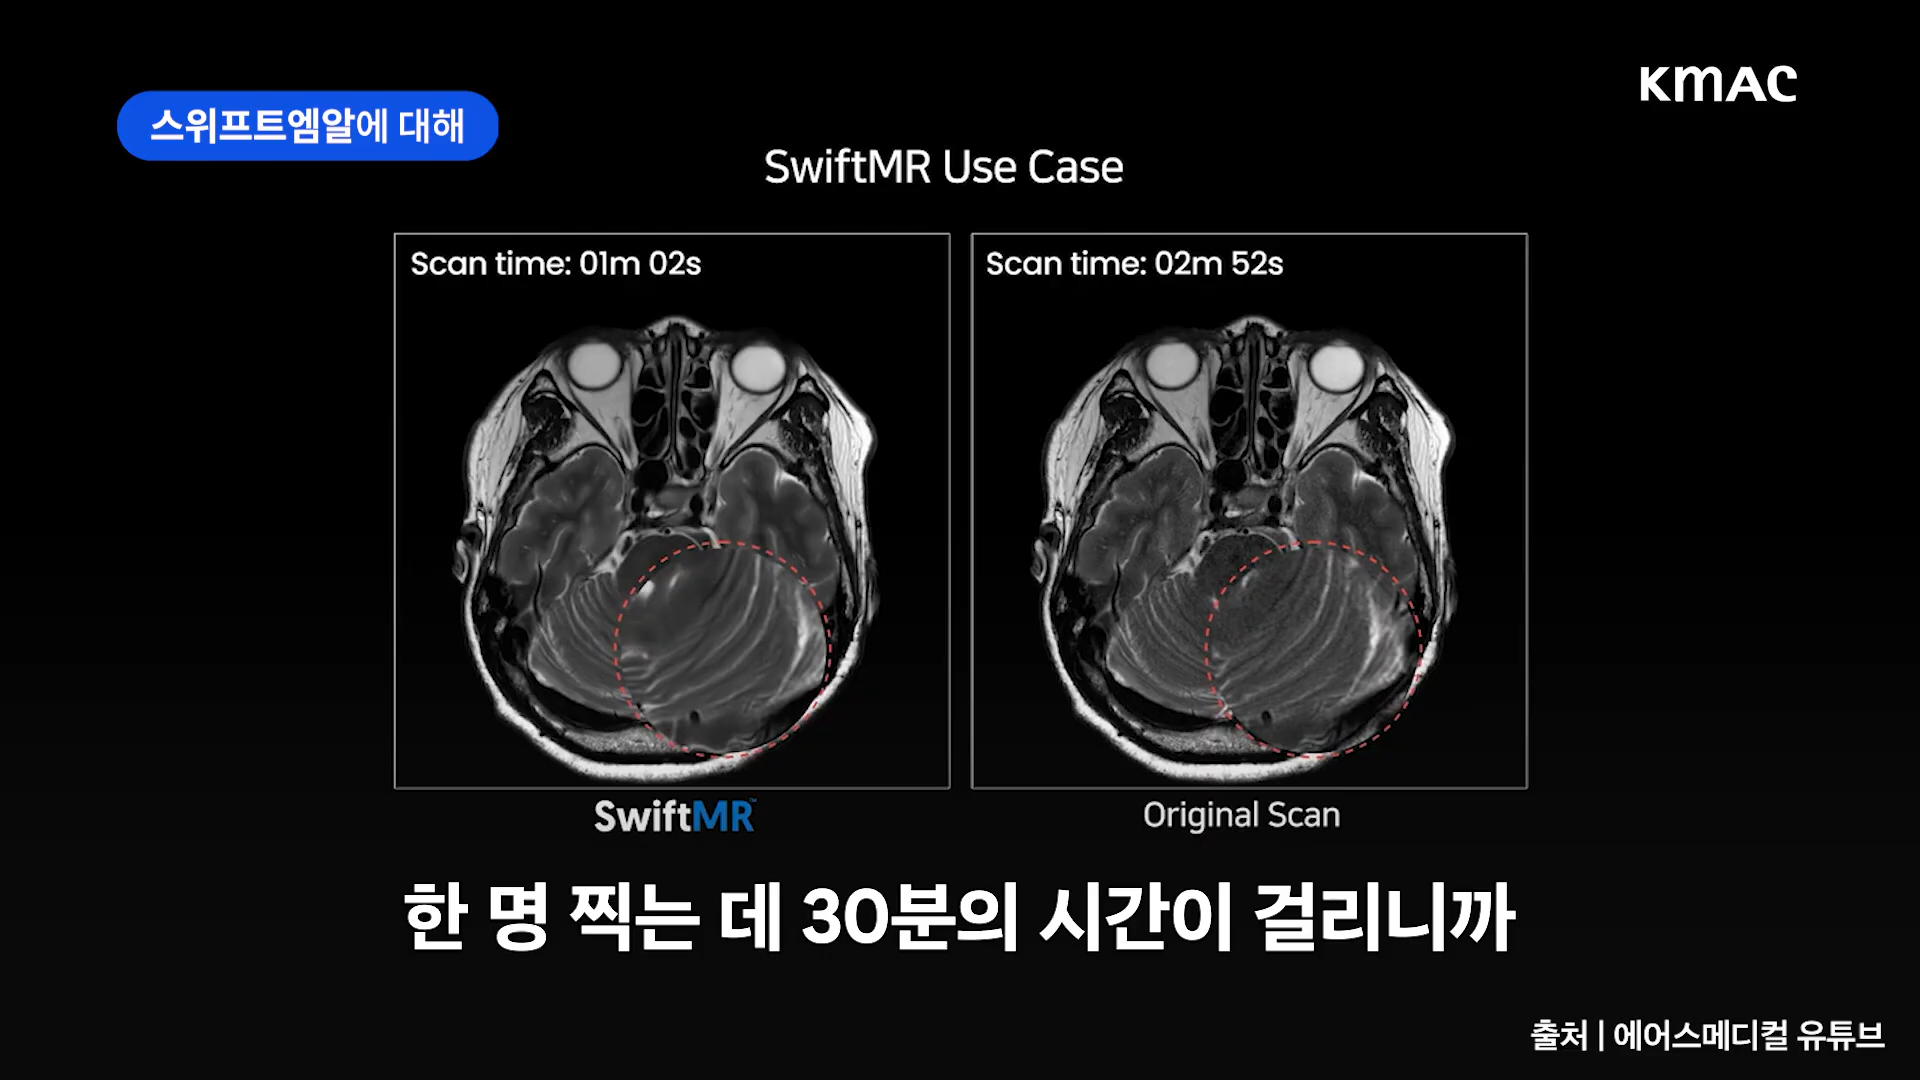 KMAC
스위프트엠알에 대해
SwiftMR Use Case
Scan time: 01m 02s
Scan time: 02m 52s
SwiftMR™
Original Scan
한 명 찍는 데 30분의 시간이 걸리니까
출처 | 에어스메디컬 유튜브